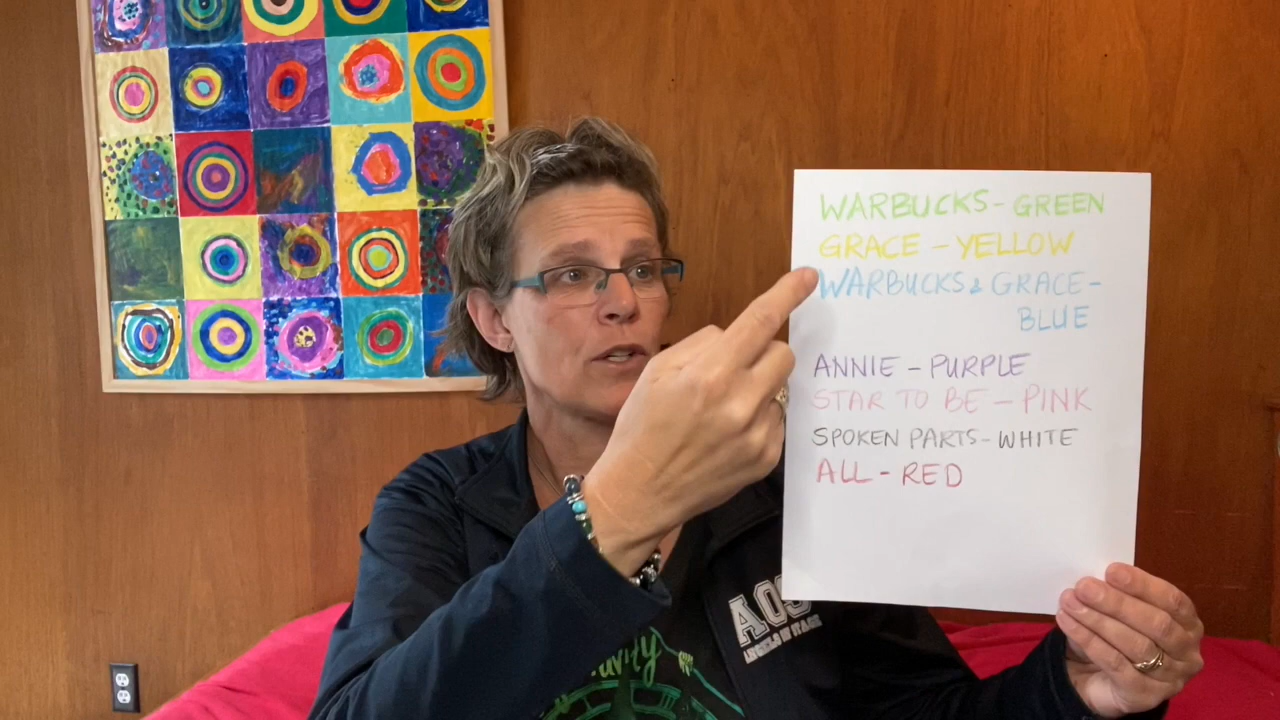 WARBUCKS - GREEN
GRACE - YELLOW
WARBUCKS & GRACE -
BLUE
ANNIE - PURPLE
STAR TO BE - PINK
SPOKEN PARTS - WHITE
ALL - RED